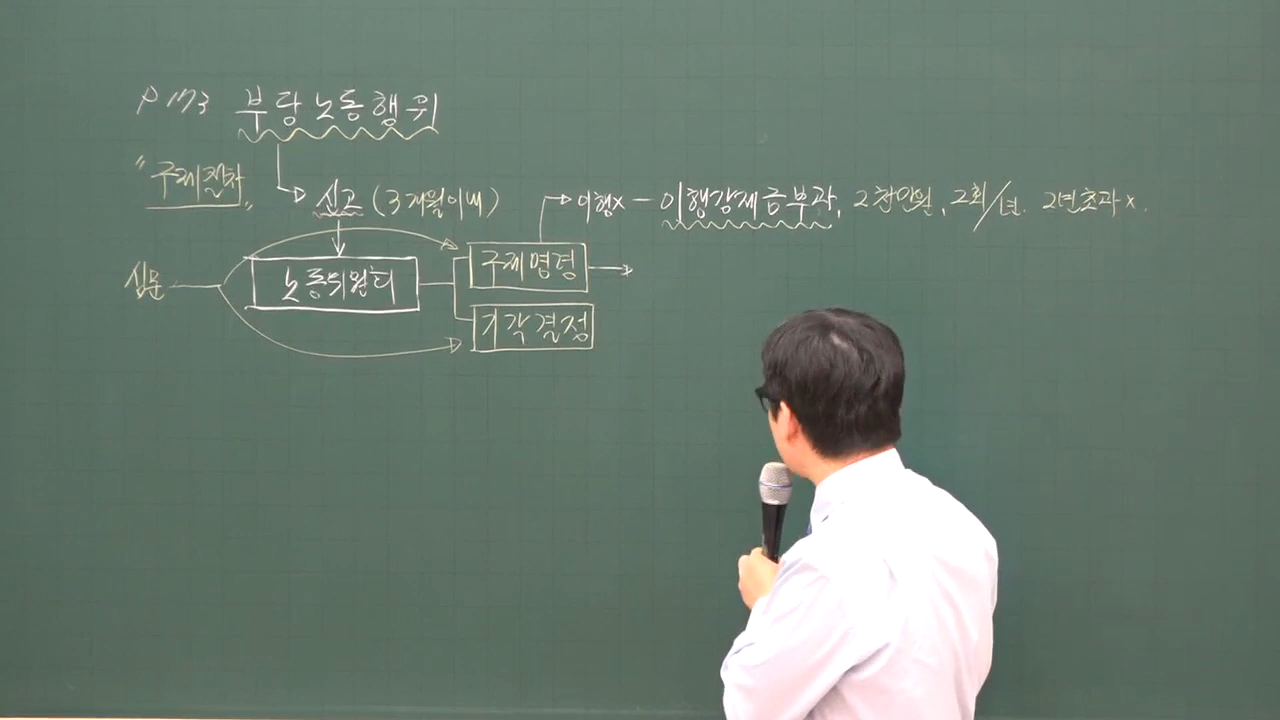 P 173 부당노동행위
"구제절차"
신고 (3개월이내)
이행x - 이행강제금부과, 2천만원, 2회/년. 2년초과 x.
심문
노동위원회
구제명령
기각결정